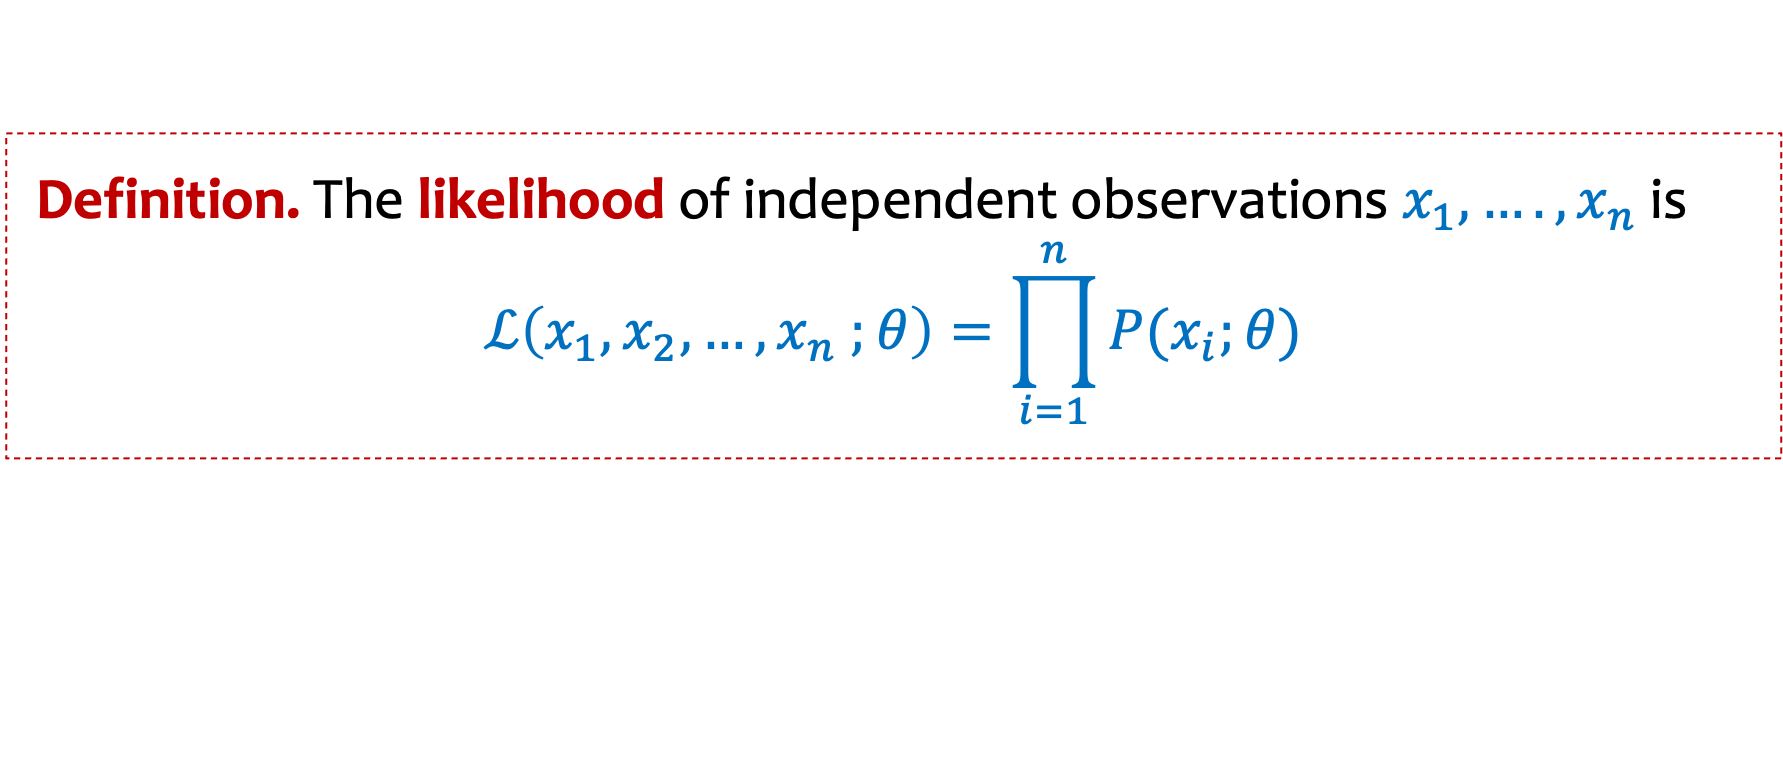 Definition. The likelihood of independent observations x₁, … . , xₙ is
ℒ(x₁, x₂, … , xₙ ; θ) = ∏ᵢ₌₁ⁿ P(xᵢ; θ)